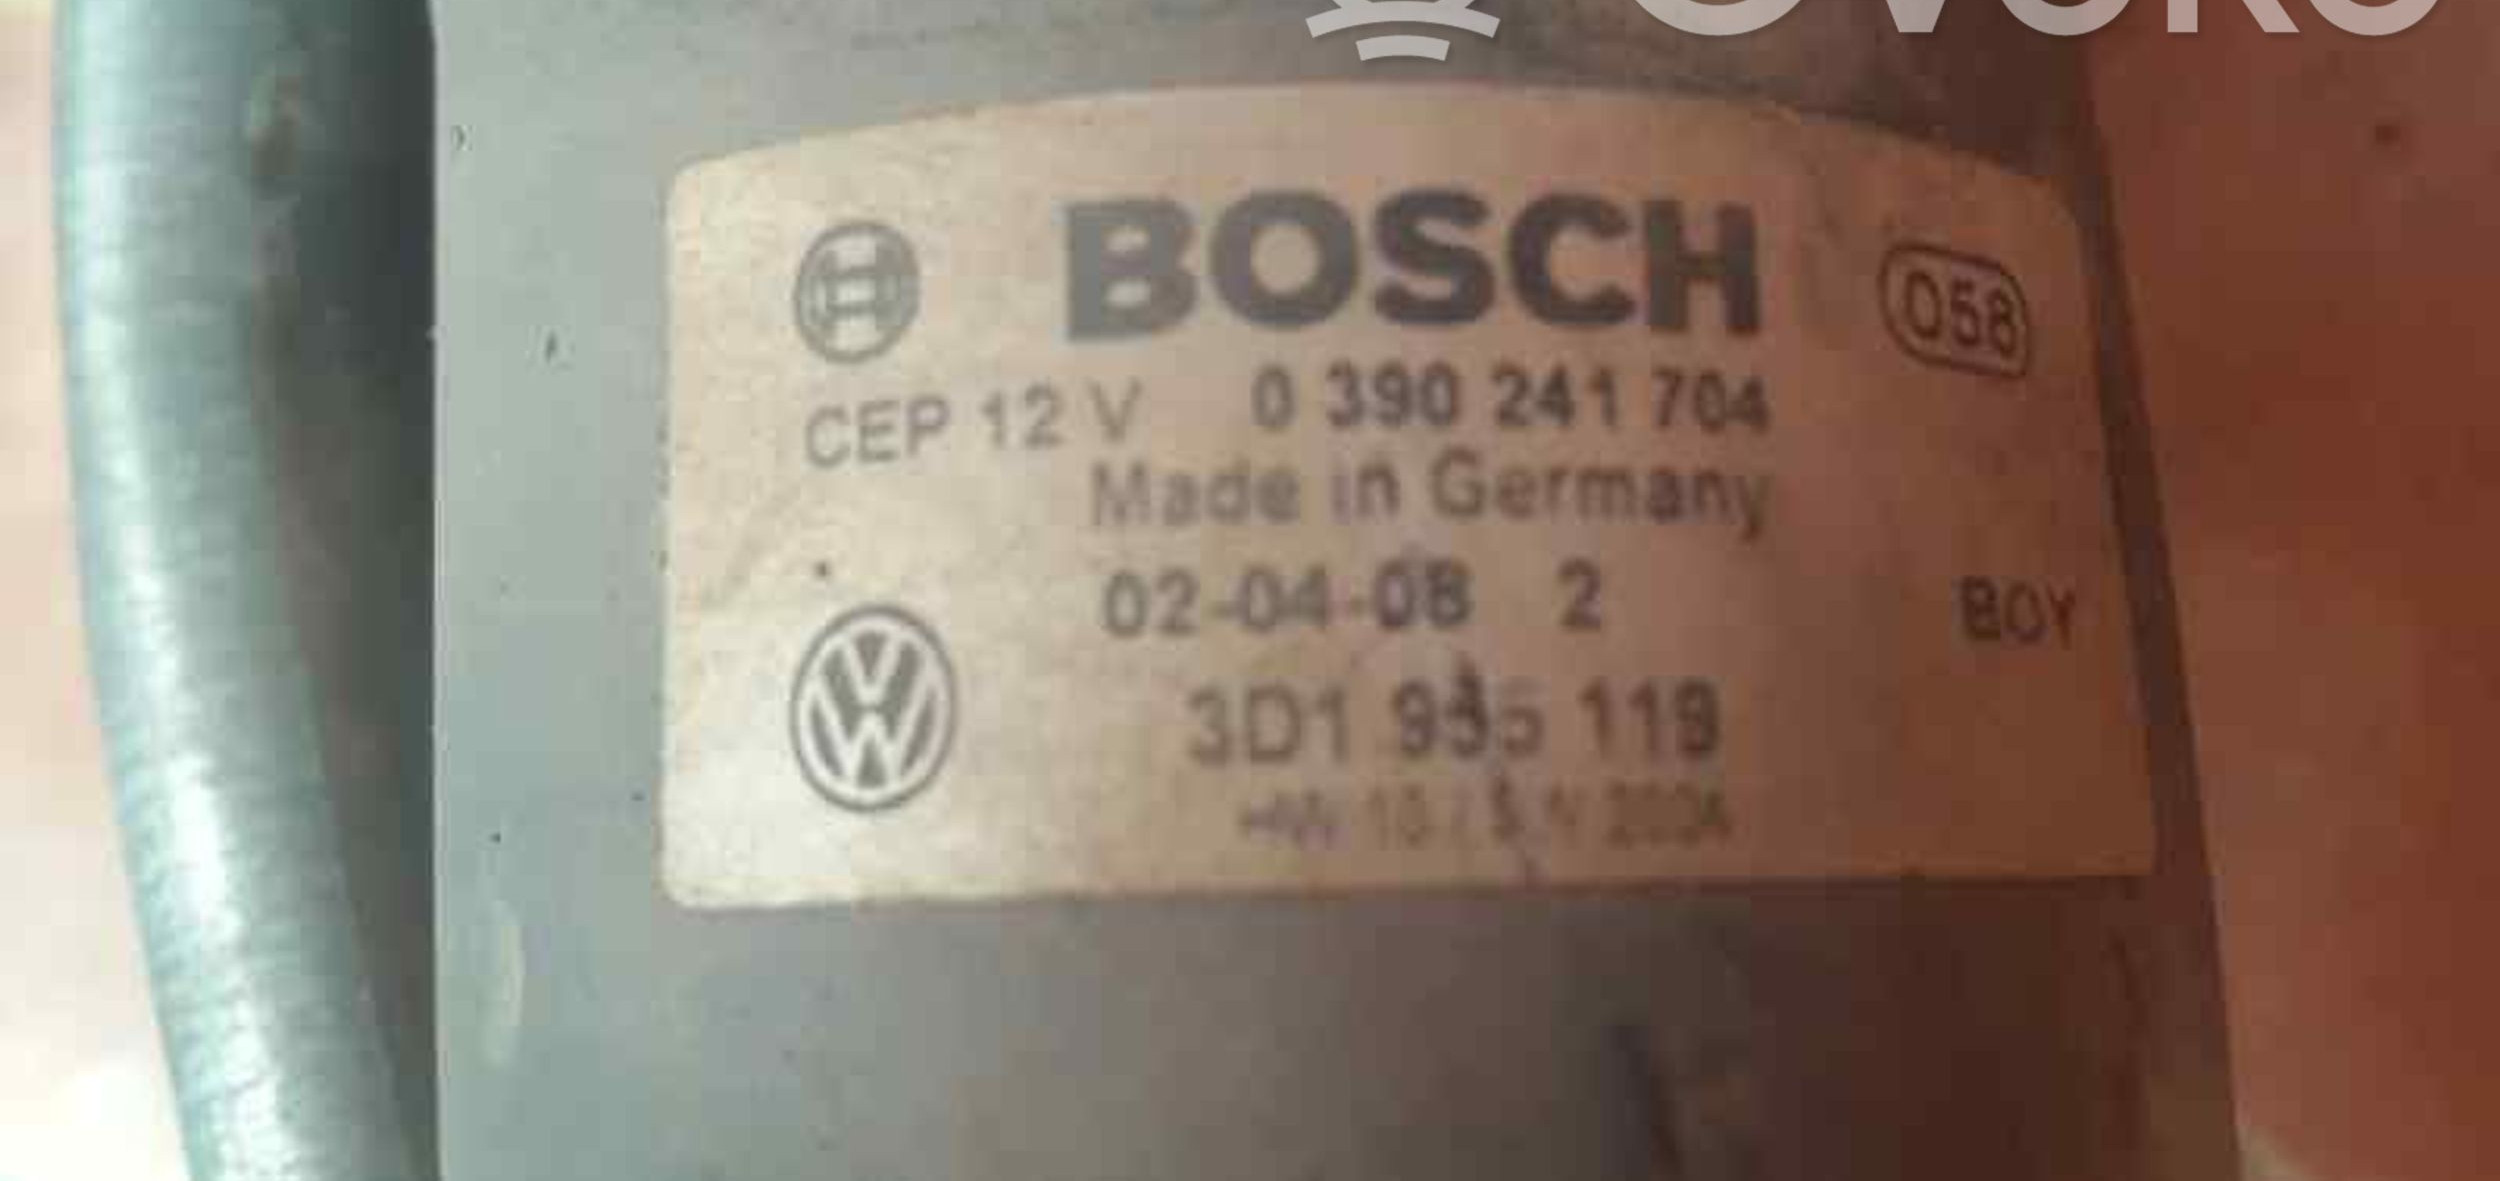 BOSCH
058
CEP 12 V 0 390 241 704
Made in Germany
02-04-08 2
BOY
3D1 955 119